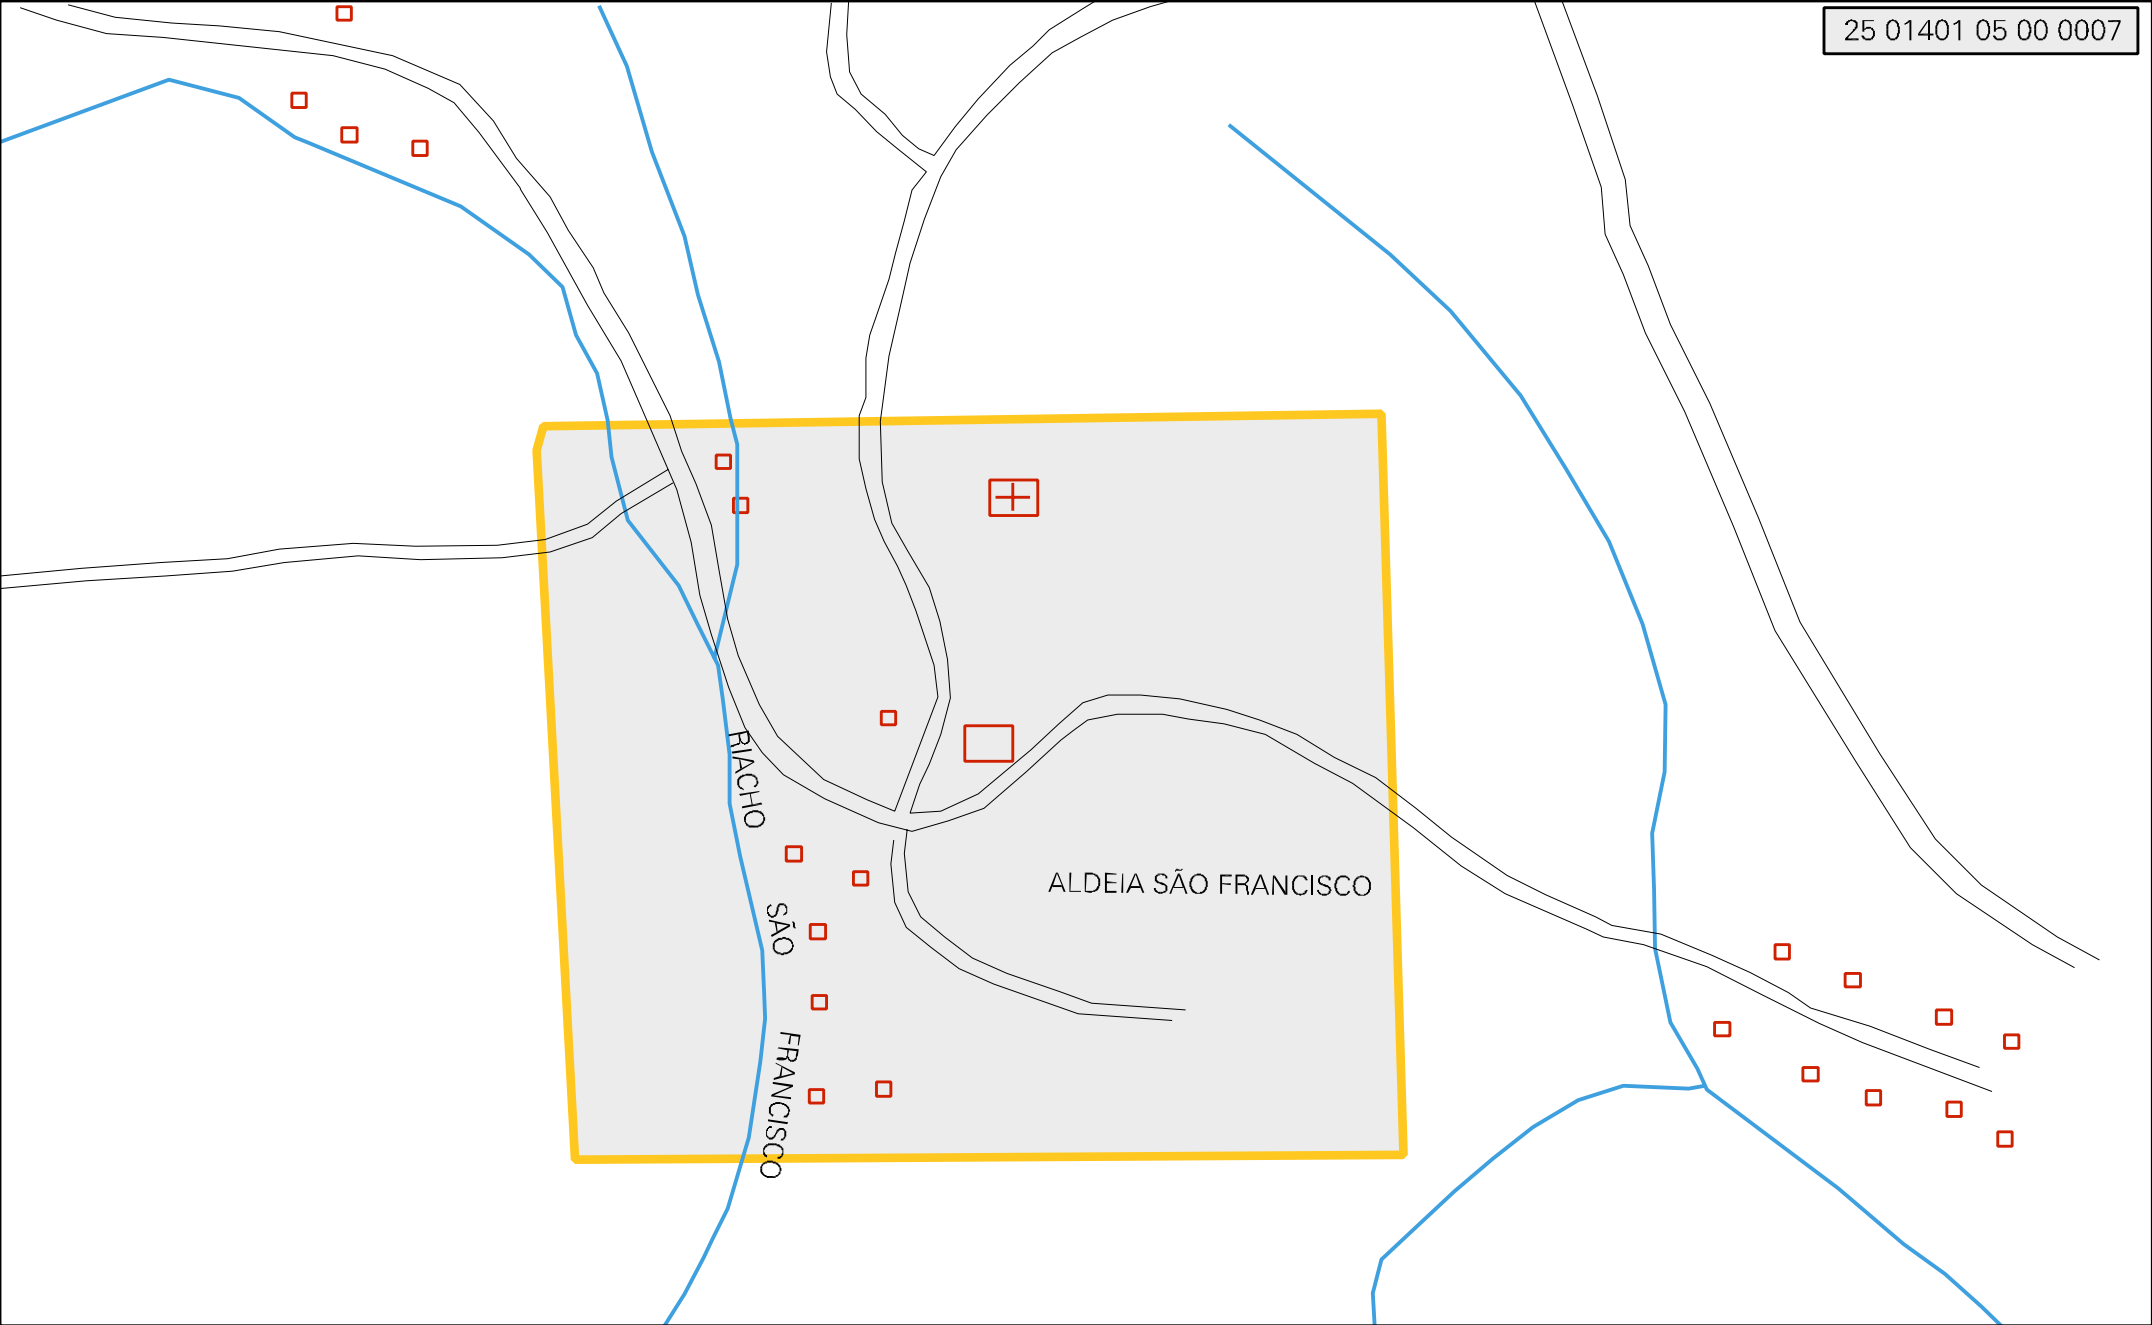 25 01401 05 00 0007
RIACHO
SÃO
FRANCISCO
ALDEIA SÃO FRANCISCO